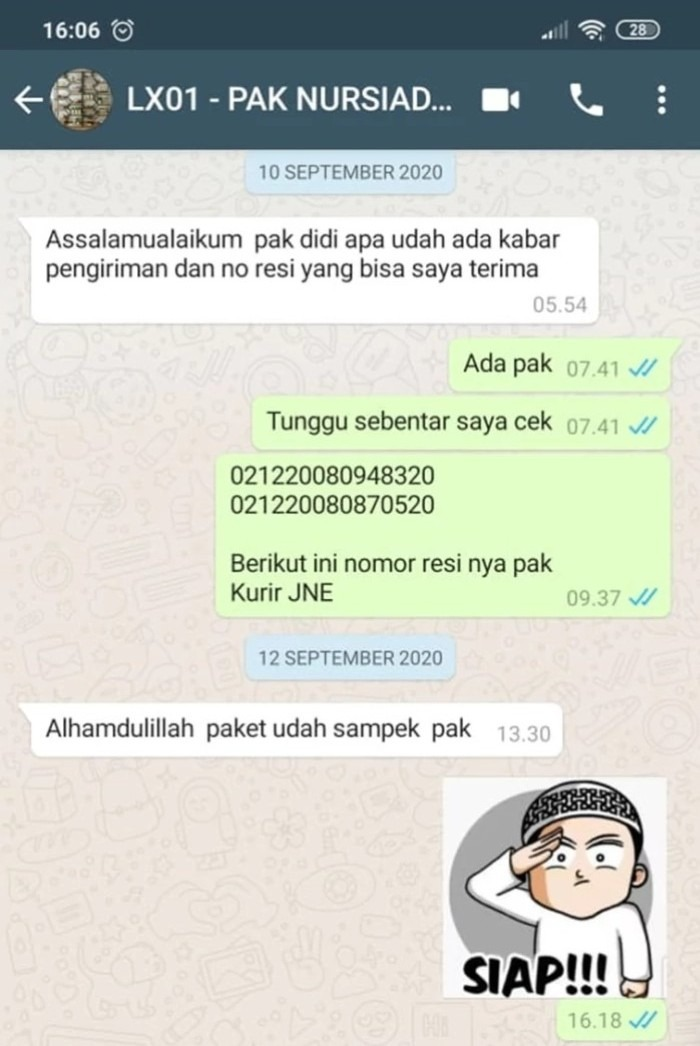 16:06
28
LX01 - PAK NURSIAD...
10 SEPTEMBER 2020
Assalamualaikum pak didi apa udah ada kabar
pengiriman dan no resi yang bisa saya terima
05.54
Ada pak 07.41
Tunggu sebentar saya cek 07.41
021220080948320
021220080870520
Berikut ini nomor resi nya pak
Kurir JNE
09.37
12 SEPTEMBER 2020
Alhamdulillah paket udah sampek pak 13.30
SIAP!!!
16.18